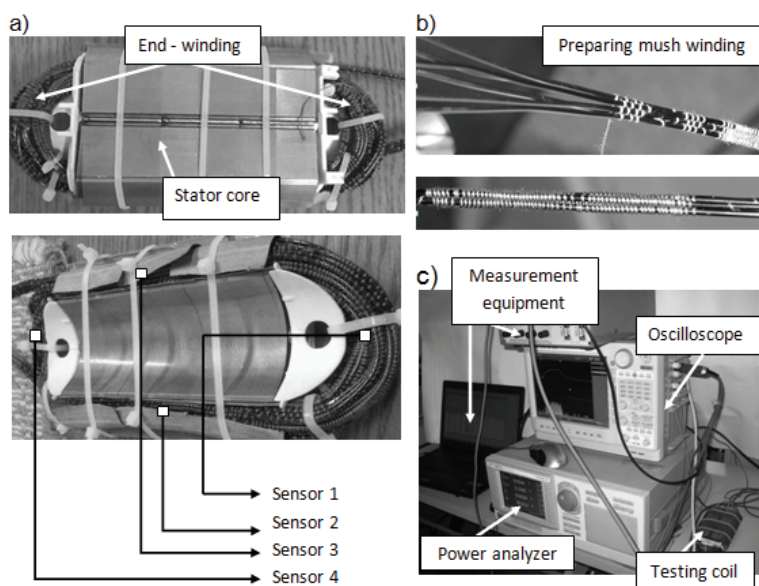 a)
End - winding
Stator core
Sensor 1
Sensor 2
Sensor 3
Sensor 4
b)
Preparing mush winding
c)
Measurement
equipment
Oscilloscope
Power analyzer
Testing coil